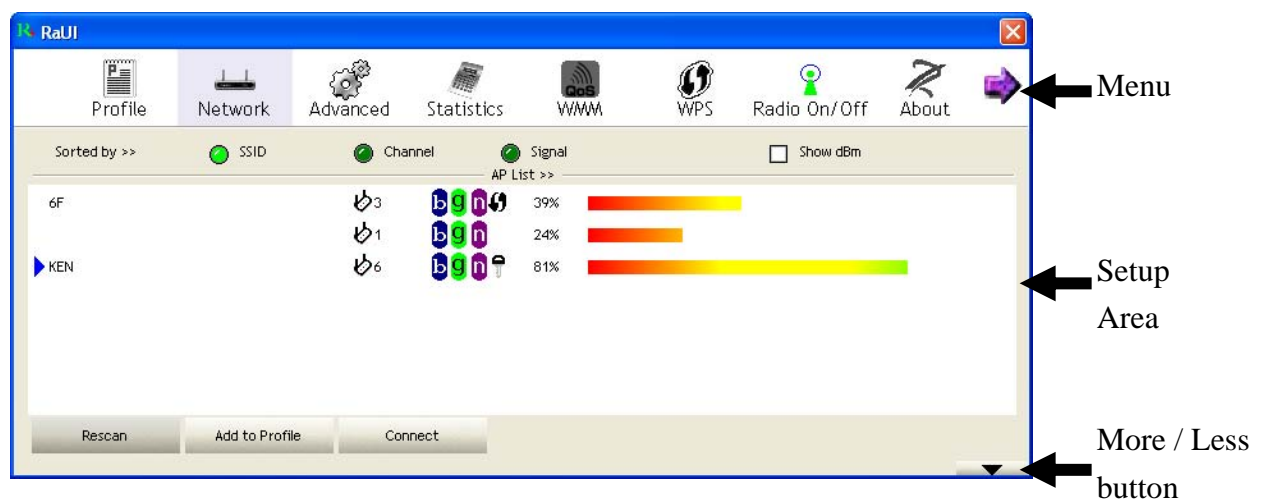 R RaUI
Profile Network Advanced Statistics QoS WMM WPS Radio On/Off About
Menu
Sorted by >> SSID Channel Signal Show dBm
AP List >>
6F 3 b g n 39%
1 b g n 24%
KEN 6 b g n 81%
Setup
Area
Rescan Add to Profile Connect
More / Less
button